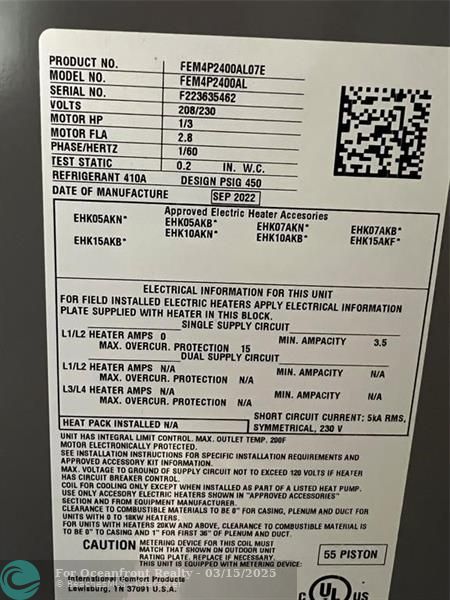 PRODUCT NO. FEM4P2400AL07E
MODEL NO. FEM4P2400AL
SERIAL NO. F223635462
VOLTS 208/230
MOTOR HP 1/3
MOTOR FLA 2.8
PHASE/HERTZ 1/60
TEST STATIC 0.2 IN. W.C.
REFRIGERANT 410A DESIGN PSIG 450
DATE OF MANUFACTURE SEP 2022
Approved Electric Heater Accesories
EHK05AKN* EHK05AKB* EHK07AKN* EHK07AKB*
EHK15AKB* EHK10AKN* EHK10AKB* EHK15AKF*
ELECTRICAL INFORMATION FOR THIS UNIT
FOR FIELD INSTALLED ELECTRIC HEATERS APPLY ELECTRICAL INFORMATION
PLATE SUPPLIED WITH HEATER IN THIS BLOCK.
SINGLE SUPPLY CIRCUIT
L1/L2 HEATER AMPS 0 MIN. AMPACITY 3.5
MAX. OVERCUR. PROTECTION 15
DUAL SUPPLY CIRCUIT
L1/L2 HEATER AMPS N/A MIN. AMPACITY N/A
MAX. OVERCUR. PROTECTION N/A
L3/L4 HEATER AMPS N/A MIN. AMPACITY N/A
MAX. OVERCUR. PROTECTION N/A
SHORT CIRCUIT CURRENT: 5kA RMS,
HEAT PACK INSTALLED N/A SYMMETRICAL, 230 V
UNIT HAS INTEGRAL LIMIT CONTROL. MAX. OUTLET TEMP. 200F
MOTOR ELECTRONICALLY PROTECTED.
SEE INSTALLATION INSTRUCTIONS FOR SPECIFIC INSTALLATION REQUIREMENTS AND
APPROVED ACCESSORY KIT INFORMATION.
MAX. VOLTAGE TO GROUND OF SUPPLY CIRCUIT NOT TO EXCEED 120 VOLTS IF HEATER
HAS CIRCUIT BREAKER CONTROL.
COIL FOR COOLING ONLY EXCEPT WHEN INSTALLED AS PART OF A LISTED HEAT PUMP.
USE ONLY ACCESORY ELECTRIC HEATERS SHOWN IN "APPROVED ACCESSORIES"
SECTION AND FROM EQUIPMENT MANUFACTURER.
CLEARANCE TO COMBUSTIBLE MATERIALS TO BE 0" FOR CASING, PLENUM AND DUCT FOR
UNITS WITH 0 TO 18KW HEATERS.
FOR UNITS WITH HEATERS 20KW AND ABOVE, CLEARANCE TO COMBUSTIBLE MATERIAL IS
TO BE 0" TO CASING AND 1" FOR FIRST 36" OF PLENUM AND DUCT.
CAUTION METERING DEVICE FOR THIS COIL MUST
MATCH THAT SHOWN ON OUTDOOR UNIT
RATING PLATE. REPLACE IF NECESSARY.
THIS UNIT IS EQUIPPED WITH METERING DEVICE:
55 PISTON
International Comfort Products
Lewisburg, TN 37091 U.S.A.
C UL US
For Oceanfront Realty - 03/15/2025